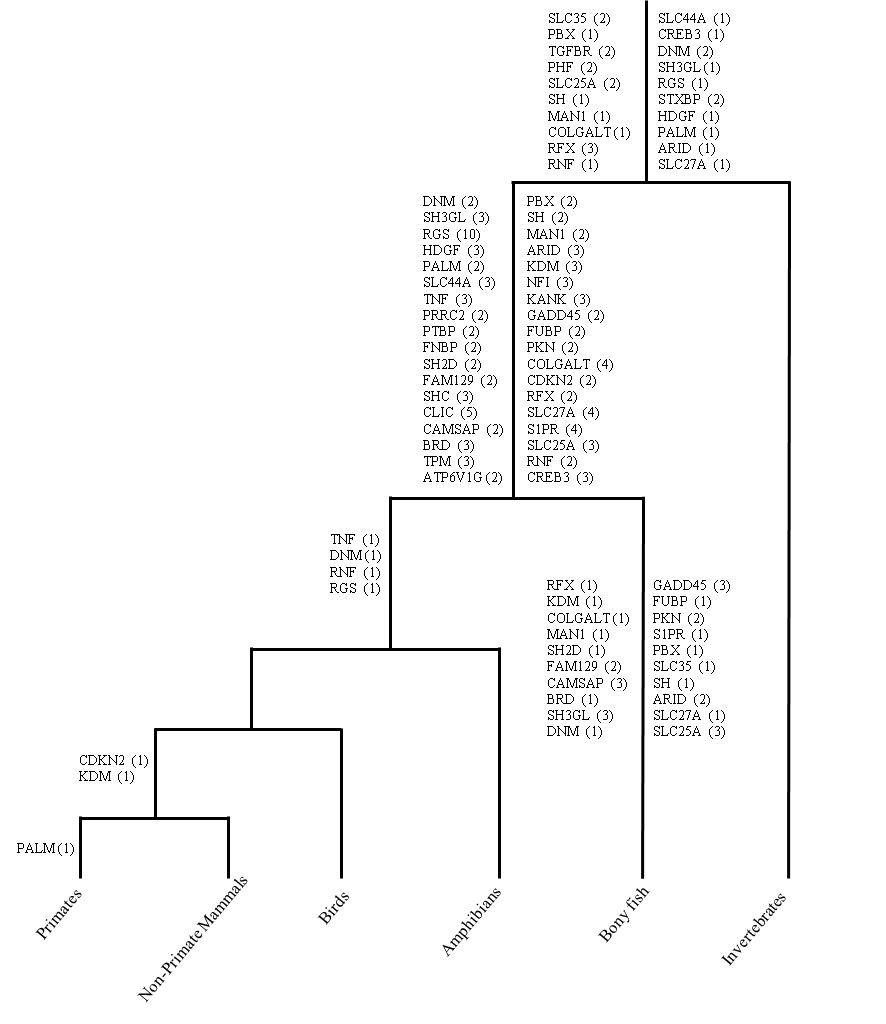 SLC35 (2) SLC44A (1)
PBX (1) CREB3 (1)
TGFBR (2) DNM (2)
PHF (2) SH3GL (1)
SLC25A (2) RGS (1)
SH (1) STXBP (2)
MAN1 (1) HDGF (1)
COLGALT (1) PALM (1)
RFX (3) ARID (1)
RNF (1) SLC27A (1)
DNM (2) PBX (2)
SH3GL (3) SH (2)
RGS (10) MAN1 (2)
HDGF (3) ARID (3)
PALM (2) KDM (3)
SLC44A (3) NFI (3)
TNF (3) KANK (3)
PRRC2 (2) GADD45 (2)
PTBP (2) FUBP (2)
FNBP (2) PKN (2)
SH2D (2) COLGALT (4)
FAM129 (2) CDKN2 (2)
SHC (3) RFX (2)
CLIC (5) SLC27A (4)
CAMSAP (2) S1PR (4)
BRD (3) SLC25A (3)
TPM (3) RNF (2)
ATP6V1G (2) CREB3 (3)
TNF (1)
DNM (1)
RNF (1)
RGS (1)
RFX (1) GADD45 (3)
KDM (1) FUBP (1)
COLGALT (1) PKN (2)
MAN1 (1) S1PR (1)
SH2D (1) PBX (1)
FAM129 (2) SLC35 (1)
CAMSAP (3) SH (1)
BRD (1) ARID (2)
SH3GL (3) SLC27A (1)
DNM (1) SLC25A (3)
CDKN2 (1)
KDM (1)
PALM (1)
Primates
Non-Primate Mammals
Birds
Amphibians
Bony fish
Invertebrates